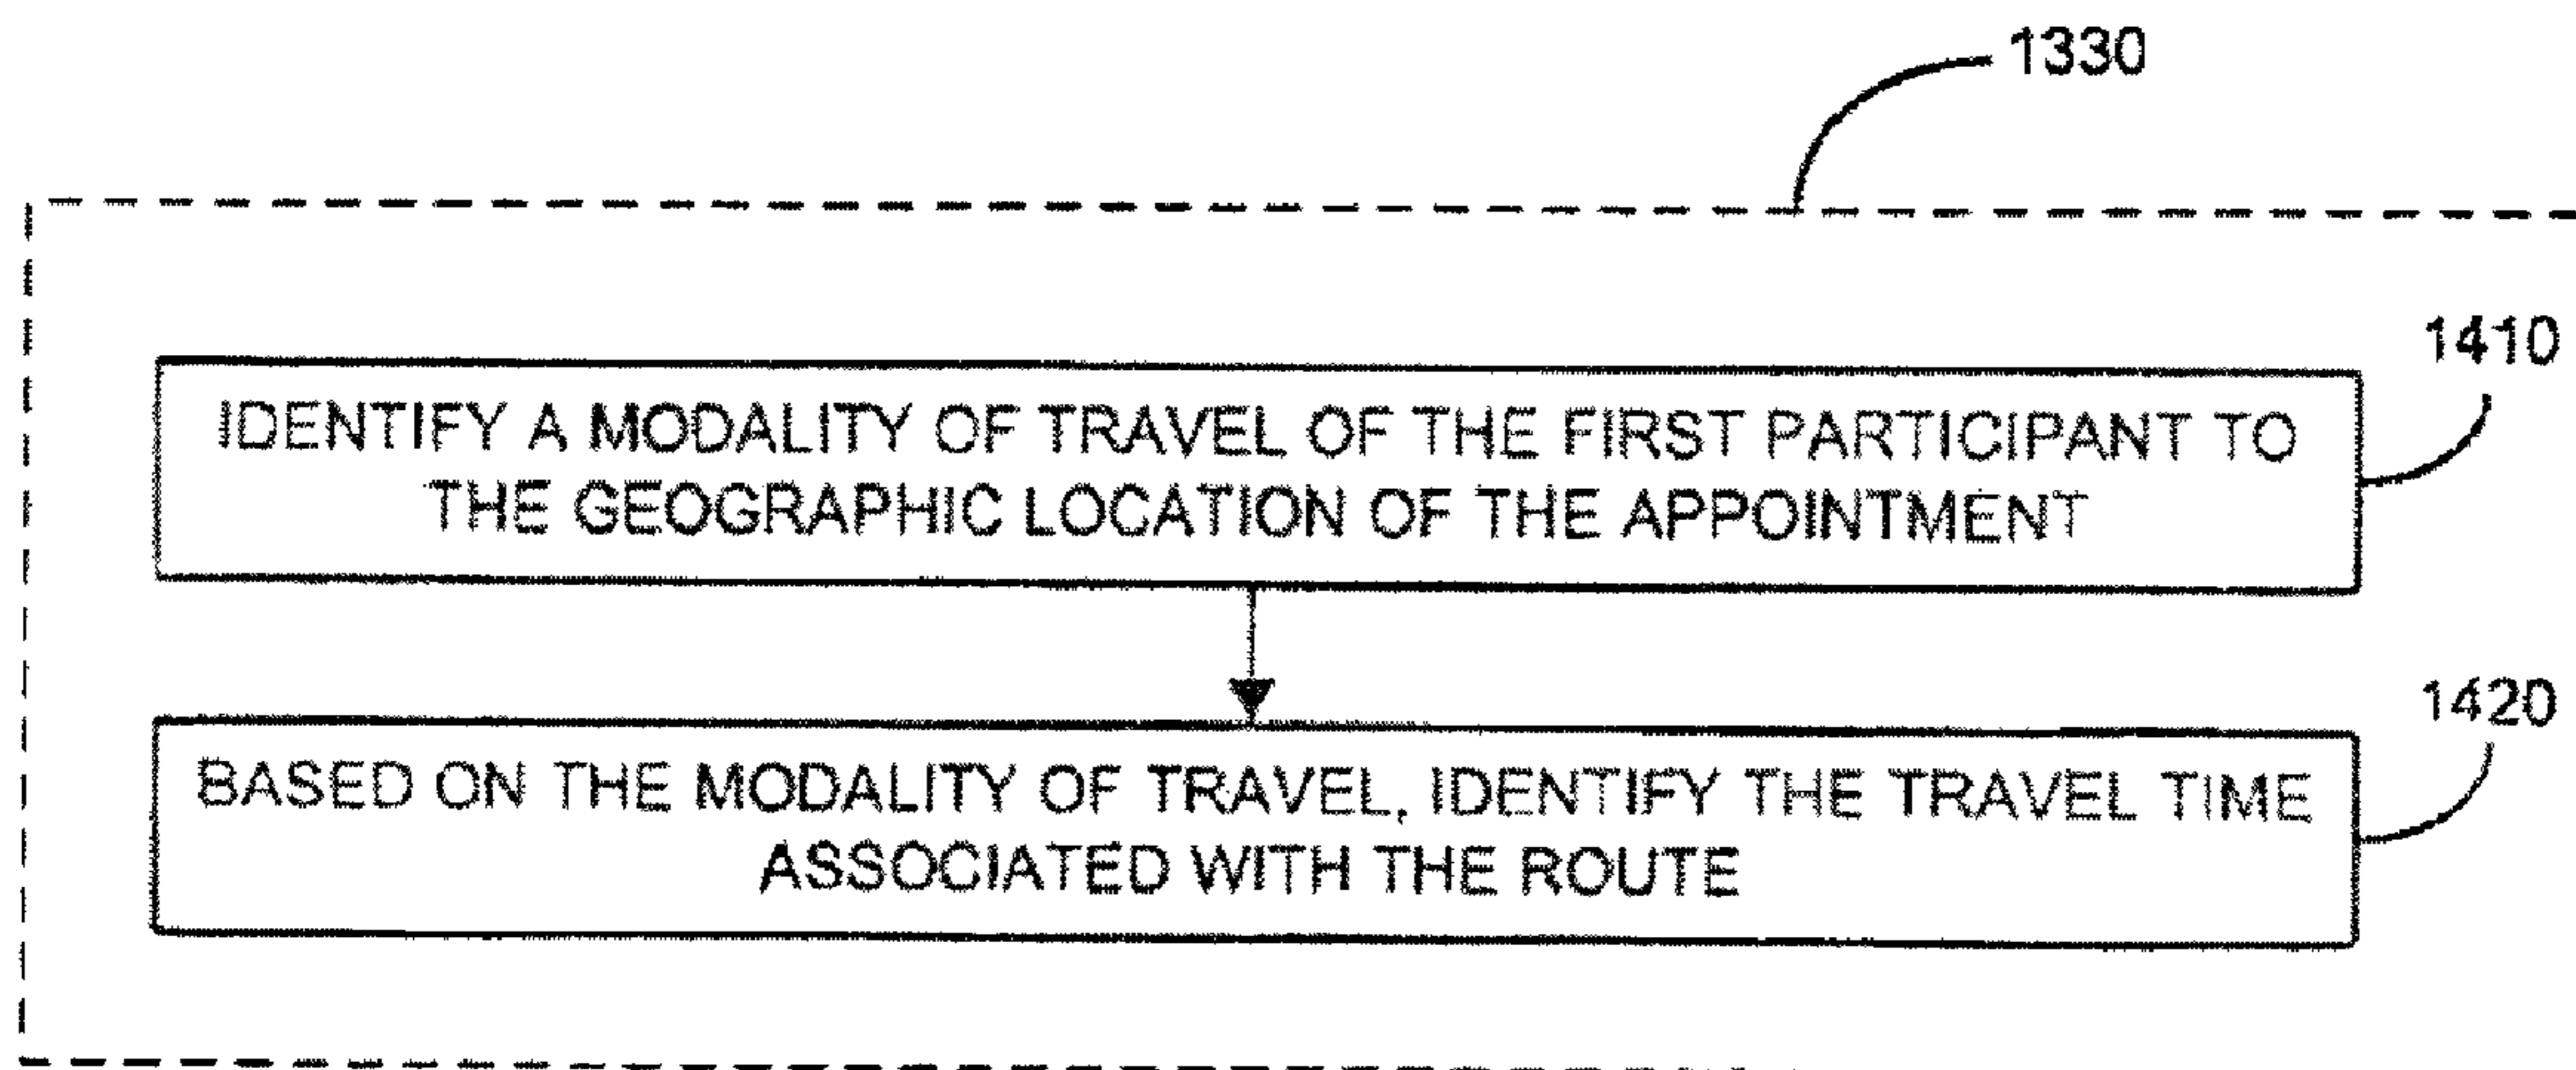 1330
1410
IDENTIFY A MODALITY OF TRAVEL OF THE FIRST PARTICIPANT TO
THE GEOGRAPHIC LOCATION OF THE APPOINTMENT
1420
BASED ON THE MODALITY OF TRAVEL, IDENTIFY THE TRAVEL TIME
ASSOCIATED WITH THE ROUTE